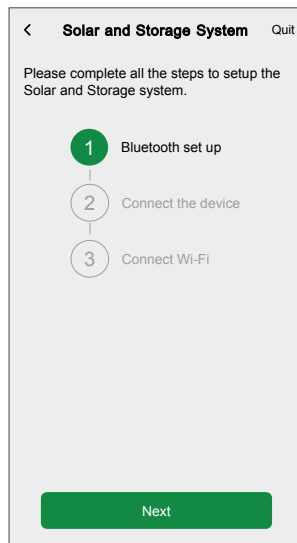 Solar and Storage System Quit
Please complete all the steps to setup the
Solar and Storage system.
1 Bluetooth set up
2 Connect the device
3 Connect Wi-Fi
Next